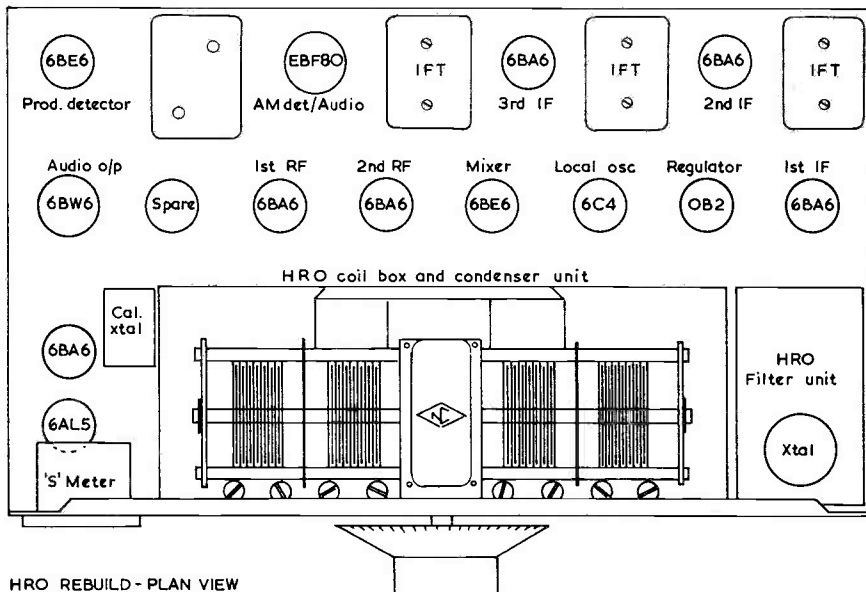 6BE6
Prod. detector
EBF80
AM det/Audio
IFT
6BA6
3rd IF
IFT
6BA6
2nd IF
IFT
Audio o/p
6BW6
Spare
1st RF
6BA6
2nd RF
6BA6
Mixer
6BE6
Local osc
6C4
Regulator
OB2
1st IF
6BA6
HRO coil box and condenser unit
Cal.
xtal
6BA6
6AL5
'S' Meter
NC
HRO
Filter unit
Xtal
HRO REBUILD - PLAN VIEW